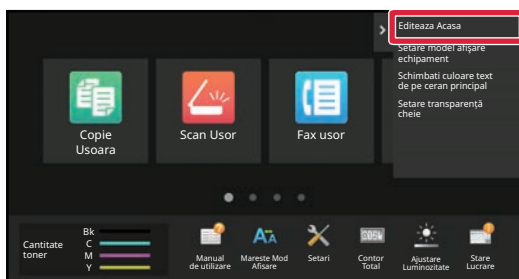 Editeaza Acasa
Setare model afişare
echipament
Schimbati culoare text
de pe ceran principal
Setare transparenţă
cheie
Copie
Usoara
Scan Usor
Fax usor
Cantitate
toner
Bk
C
M
Y
Manual
de utilizare
Mareste Mod
Afisare
Setari
Contor
Total
Ajustare
Luminozitate
Stare
Lucrare